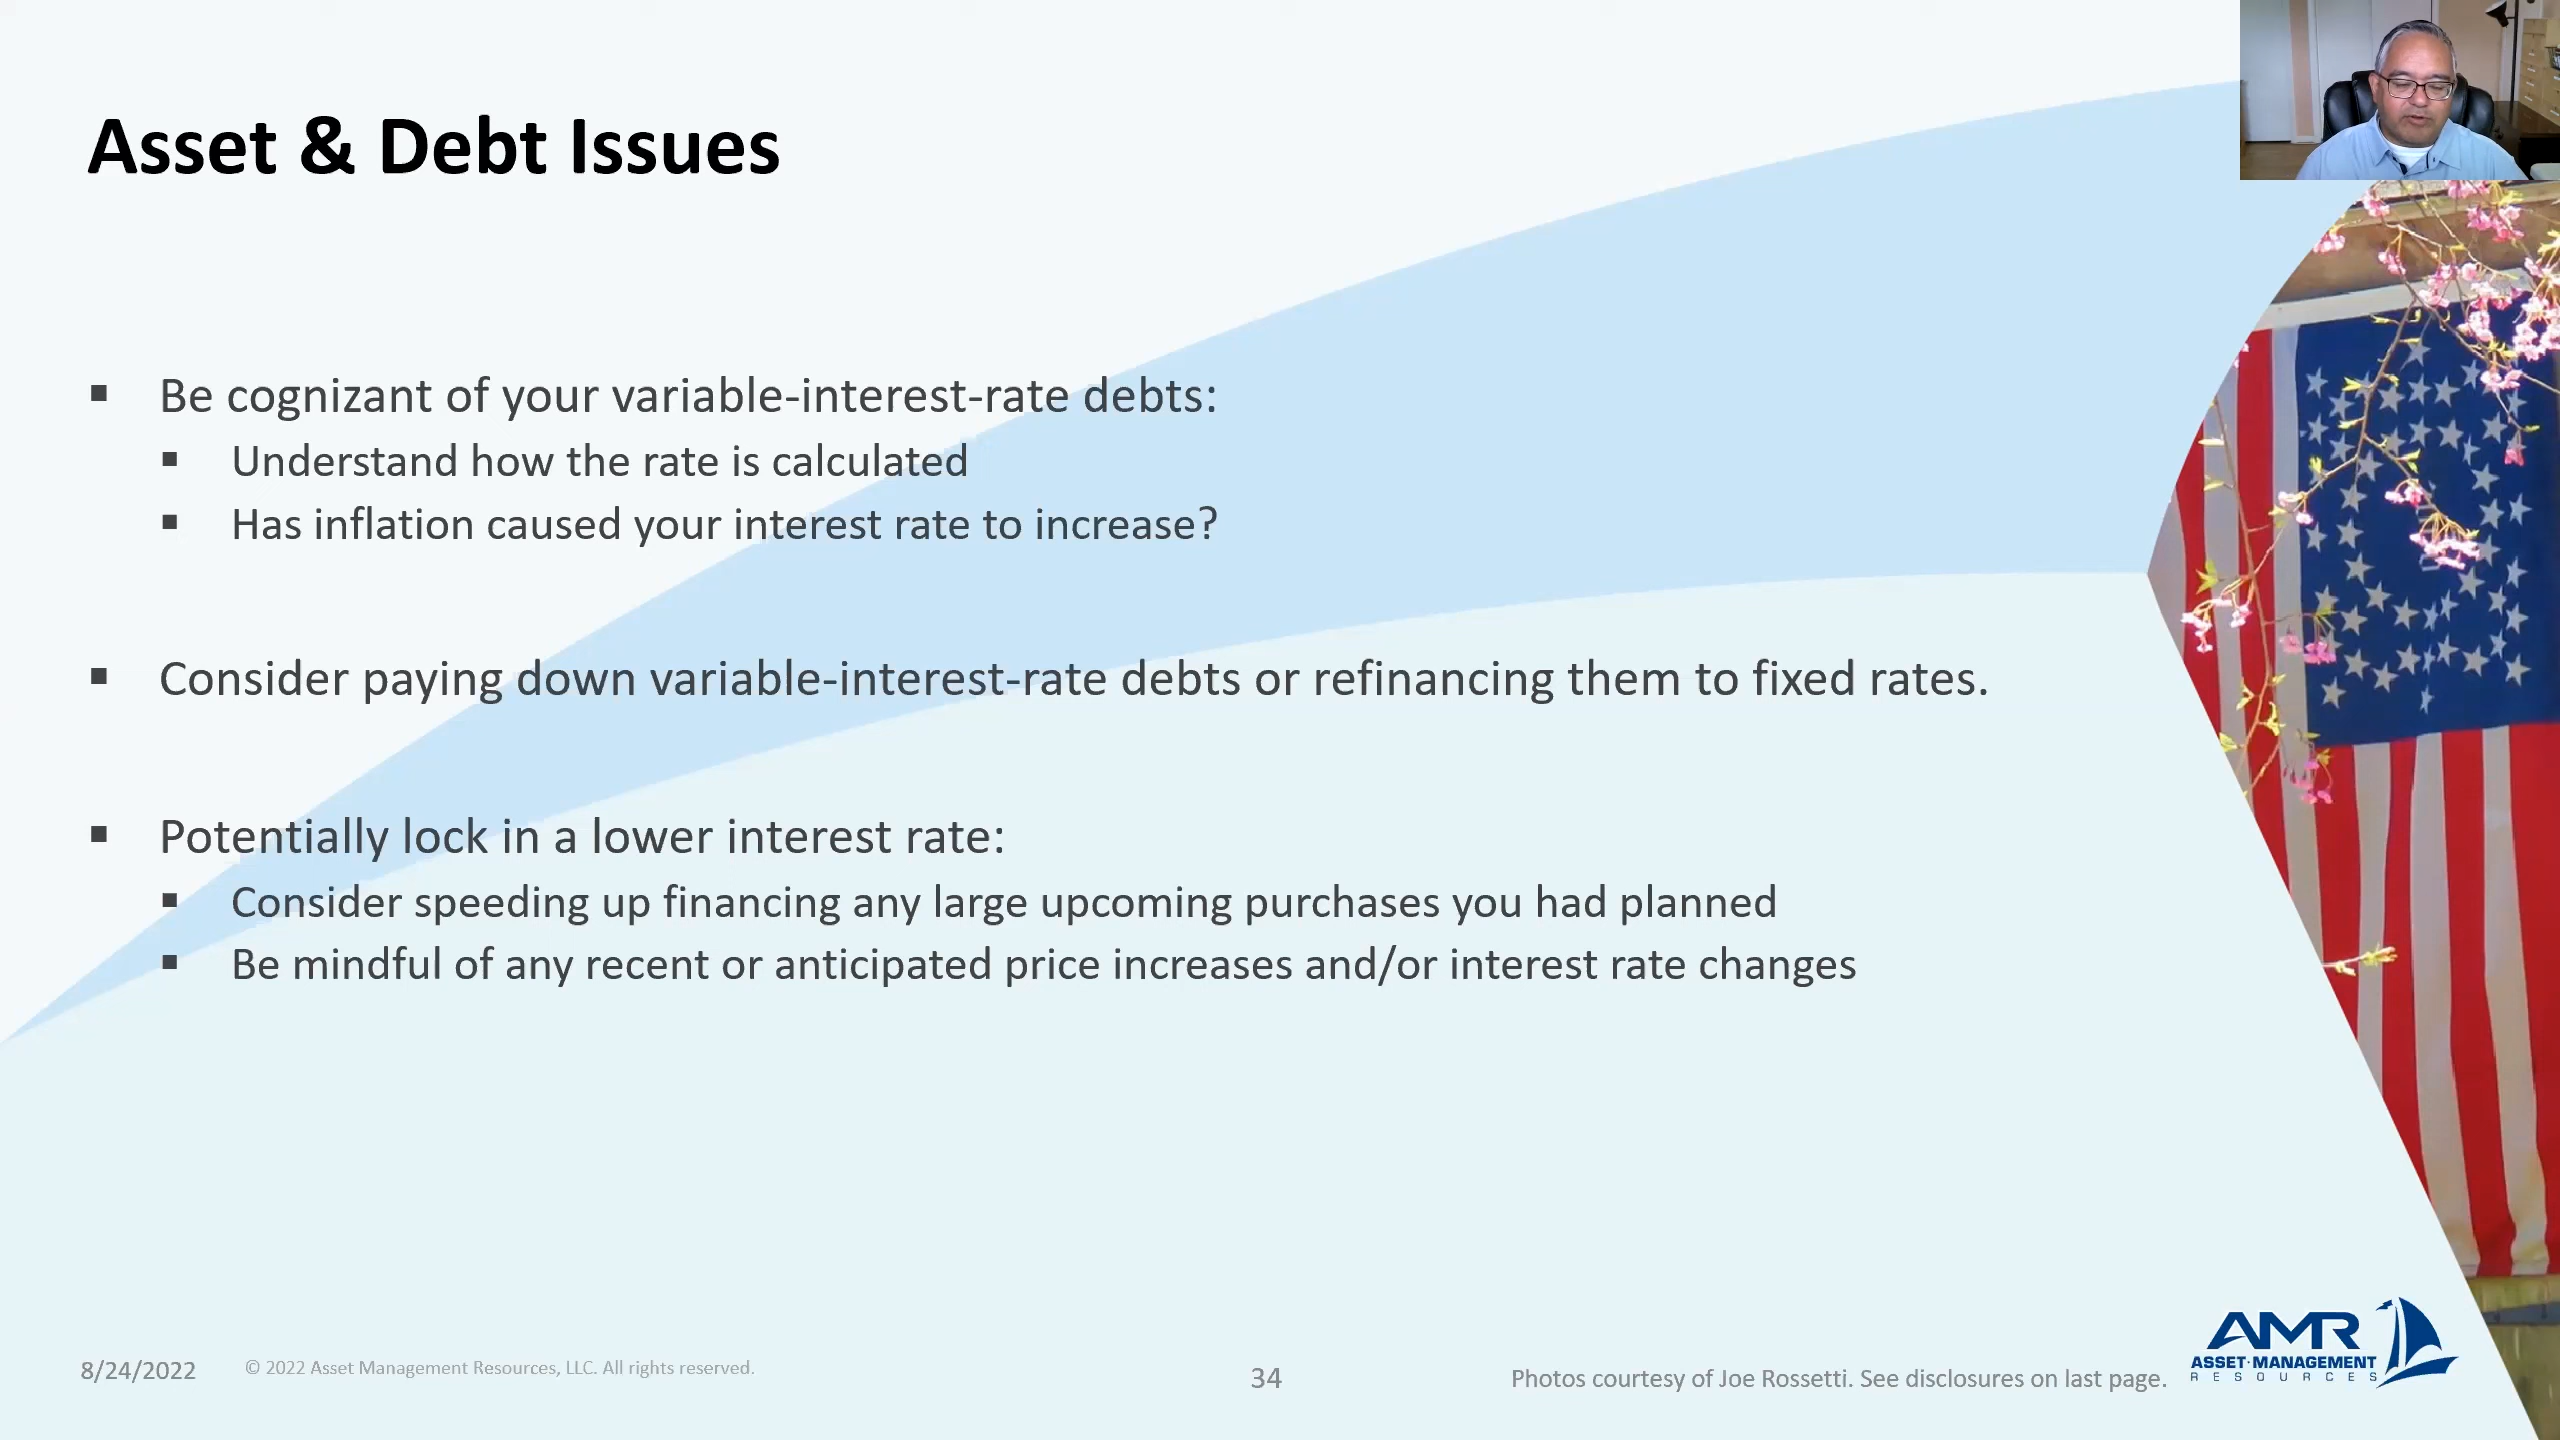 Asset & Debt Issues
▪ Be cognizant of your variable-interest-rate debts:
▪ Understand how the rate is calculated
▪ Has inflation caused your interest rate to increase?
▪ Consider paying down variable-interest-rate debts or refinancing them to fixed rates.
▪ Potentially lock in a lower interest rate:
▪ Consider speeding up financing any large upcoming purchases you had planned
▪ Be mindful of any recent or anticipated price increases and/or interest rate changes
8/24/2022
© 2022 Asset Management Resources, LLC. All rights reserved.
34
Photos courtesy of Joe Rossetti. See disclosures on last page.
AMR
ASSET·MANAGEMENT
RESOURCES